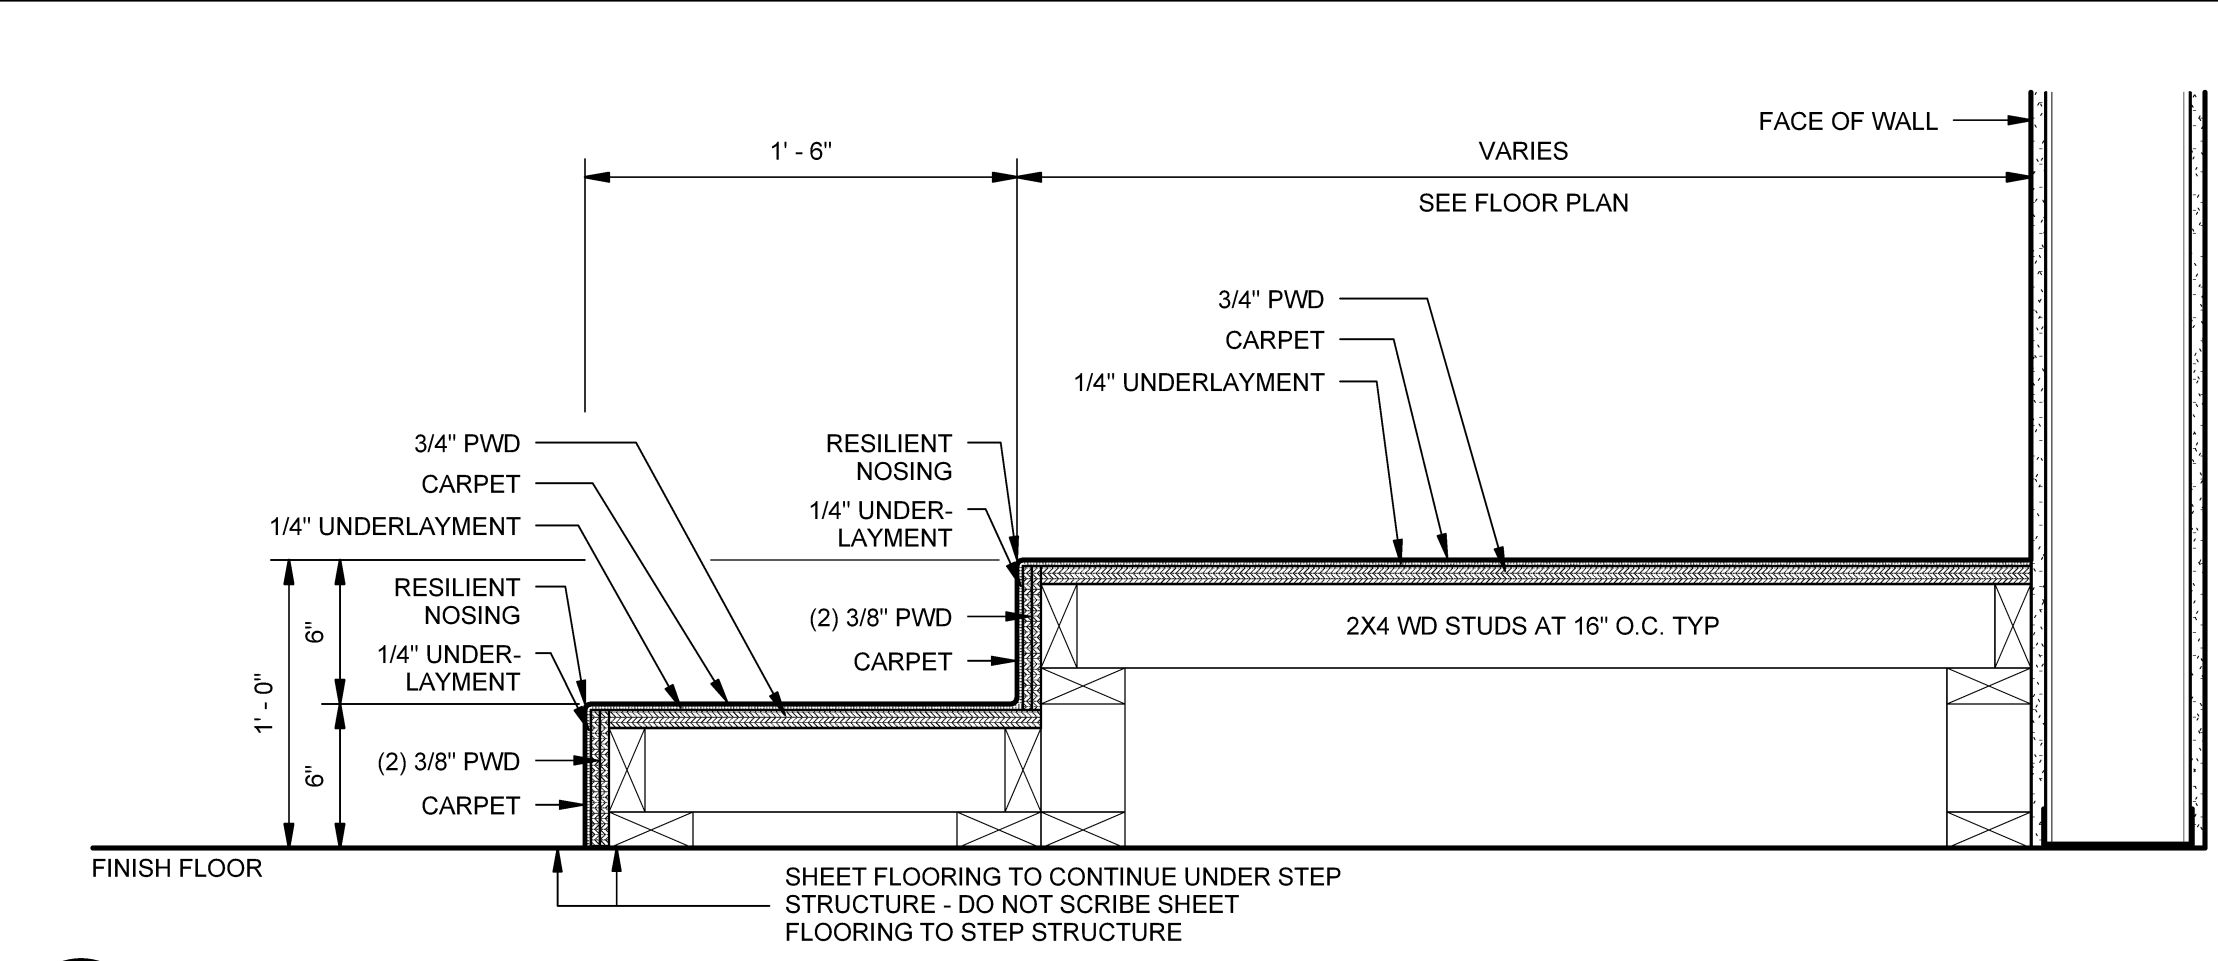 FACE OF WALL
1' - 6"
VARIES
SEE FLOOR PLAN
3/4" PWD
CARPET
1/4" UNDERLAYMENT
3/4" PWD
CARPET
1/4" UNDERLAYMENT
RESILIENT
NOSING
1/4" UNDER-
LAYMENT
RESILIENT
NOSING
1/4" UNDER-
LAYMENT
(2) 3/8" PWD
CARPET
2X4 WD STUDS AT 16" O.C. TYP
6"
1' - 0"
6"
(2) 3/8" PWD
CARPET
FINISH FLOOR
SHEET FLOORING TO CONTINUE UNDER STEP
STRUCTURE - DO NOT SCRIBE SHEET
FLOORING TO STEP STRUCTURE